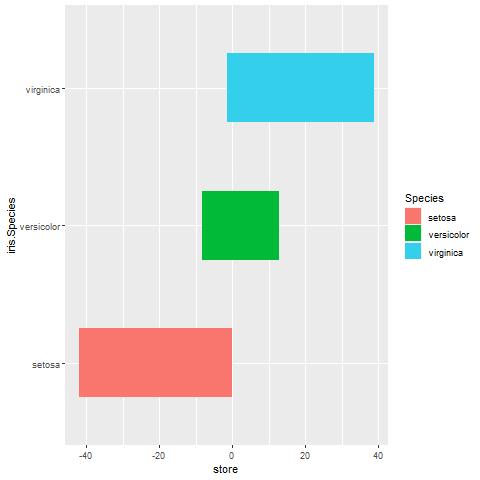 virginica
versicolor
setosa
iris.Species
-40
-20
0
20
40
store
Species
setosa
versicolor
virginica